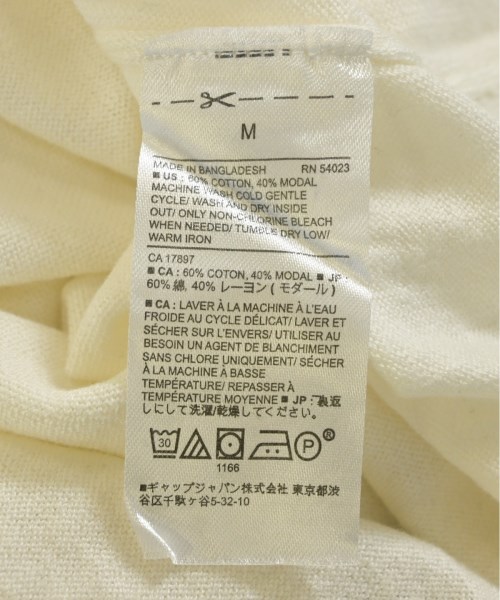 M
MADE IN BANGLADESH RN 54023
■ US : 60% COTTON, 40% MODAL
MACHINE WASH COLD GENTLE
CYCLE/ WASH AND DRY INSIDE
OUT/ ONLY NON-CHLORINE BLEACH
WHEN NEEDED/ TUMBLE DRY LOW/
WARM IRON
CA 17897
■ CA : 60% COTON, 40% MODAL ■ JP :
60% 綿, 40% レーヨン ( モダール )
■ CA : LAVER À LA MACHINE À L'EAU
FROIDE AU CYCLE DÉLICAT/ LAVER ET
SÉCHER SUR L'ENVERS/ UTILISER AU
BESOIN UN AGENT DE BLANCHIMENT
SANS CHLORE UNIQUEMENT/ SÉCHER
À LA MACHINE À BASSE
TEMPÉRATURE/ REPASSER À
TEMPÉRATURE MOYENNE ■ JP : 裏返
しにして洗濯/乾燥してください。
30 P ®
1166
■ギャップジャパン株式会社 東京都渋
谷区千駄ヶ谷5-32-10